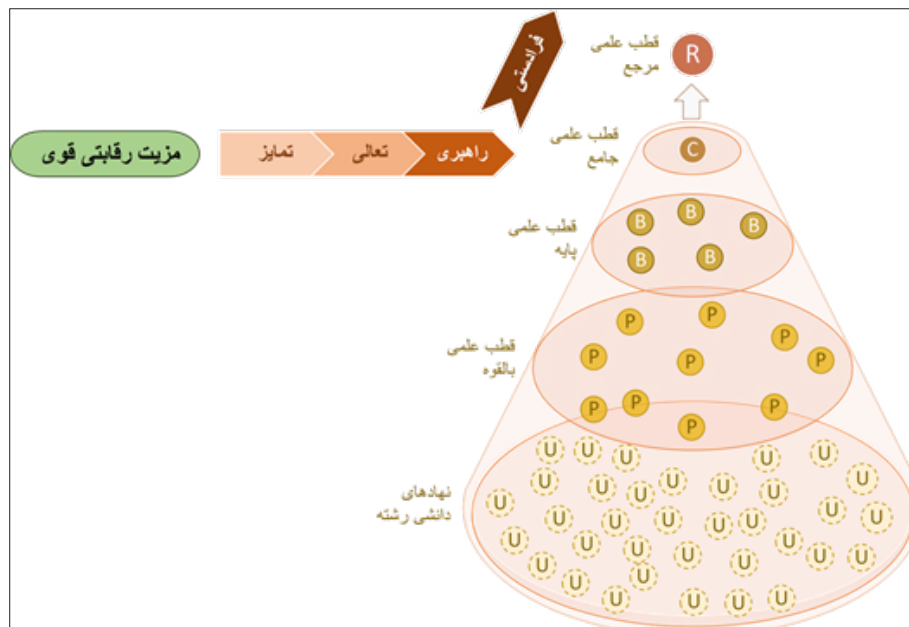 قطب علمی
مرجع
R
فرادستی
قطب علمی
جامع
C
مزیت رقابتی قوی
تمایز
تعالی
راهبری
قطب علمی
پایه
B B B
B B
قطب علمی
بالقوه
P P P
P P P
P P P P
نهادهای
دانشی رشته
U U U U U
U U U U U U U
U U U U U U U U
U U U U U U U
U U U U
U U U U